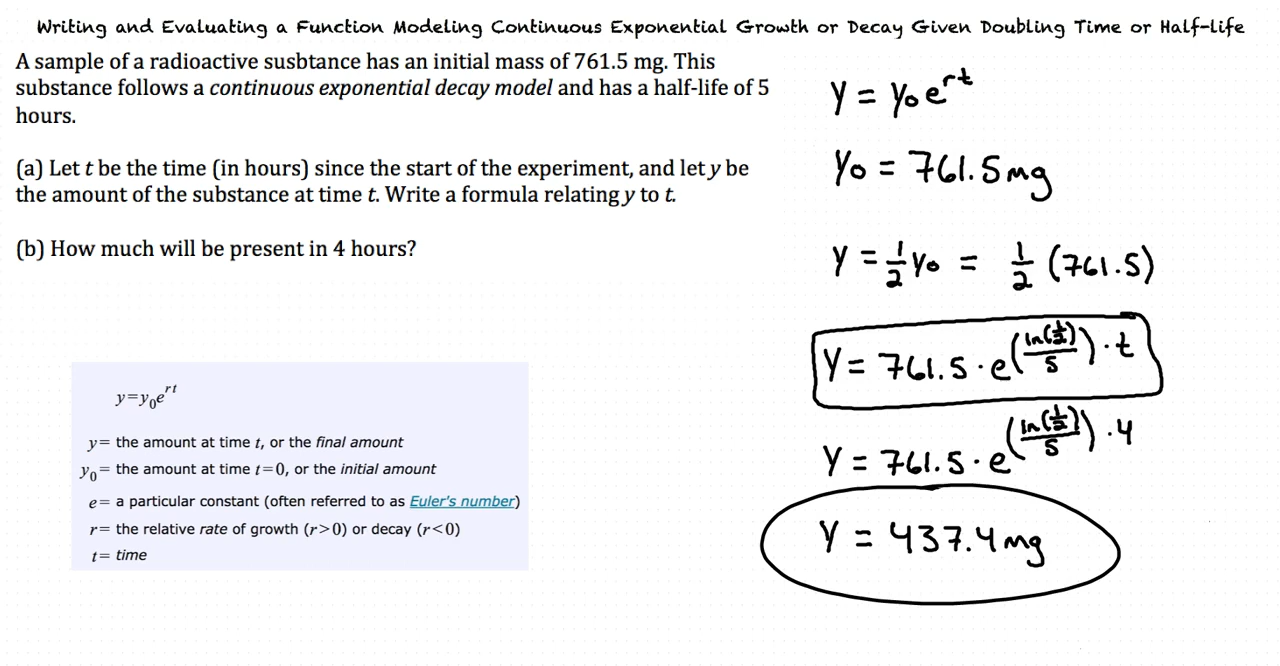 Writing and Evaluating a Function Modeling Continuous Exponential Growth or Decay Given Doubling Time or Half-life
A sample of a radioactive susbtance has an initial mass of 761.5 mg. This
substance follows a continuous exponential decay model and has a half-life of 5
hours.
(a) Let t be the time (in hours) since the start of the experiment, and let y be
the amount of the substance at time t. Write a formula relating y to t.
(b) How much will be present in 4 hours?
y=y₀e^(rt)
y= the amount at time t, or the final amount
y₀= the amount at time t=0, or the initial amount
e= a particular constant (often referred to as Euler's number)
r= the relative rate of growth (r>0) or decay (r<0)
t= time
y = y₀e^(rt)
y₀ = 761.5mg
y = 1/2 y₀ = 1/2 (761.5)
y = 761.5 · e^((ln(1/2)/5) · t)
y = 761.5 · e^((ln(1/2)/5) · 4)
y = 437.4mg